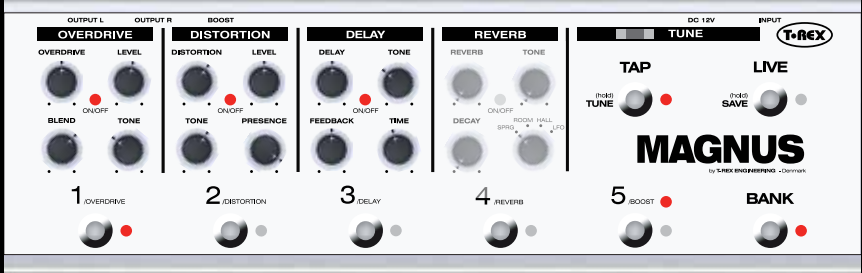 OUTPUT L OUTPUT R BOOST DC 12V INPUT
OVERDRIVE DISTORTION DELAY REVERB TUNE T-REX
OVERDRIVE LEVEL DISTORTION LEVEL DELAY TONE REVERB TONE
TAP LIVE
ON/OFF ON/OFF ON/OFF ON/OFF
(hold) TUNE (hold) SAVE
BLEND TONE TONE PRESENCE FEEDBACK TIME DECAY SPRG ROOM HALL LFO
MAGNUS
by T-REX ENGINEERING - Denmark
1/OVERDRIVE 2/DISTORTION 3/DELAY 4/REVERB 5/BOOST BANK